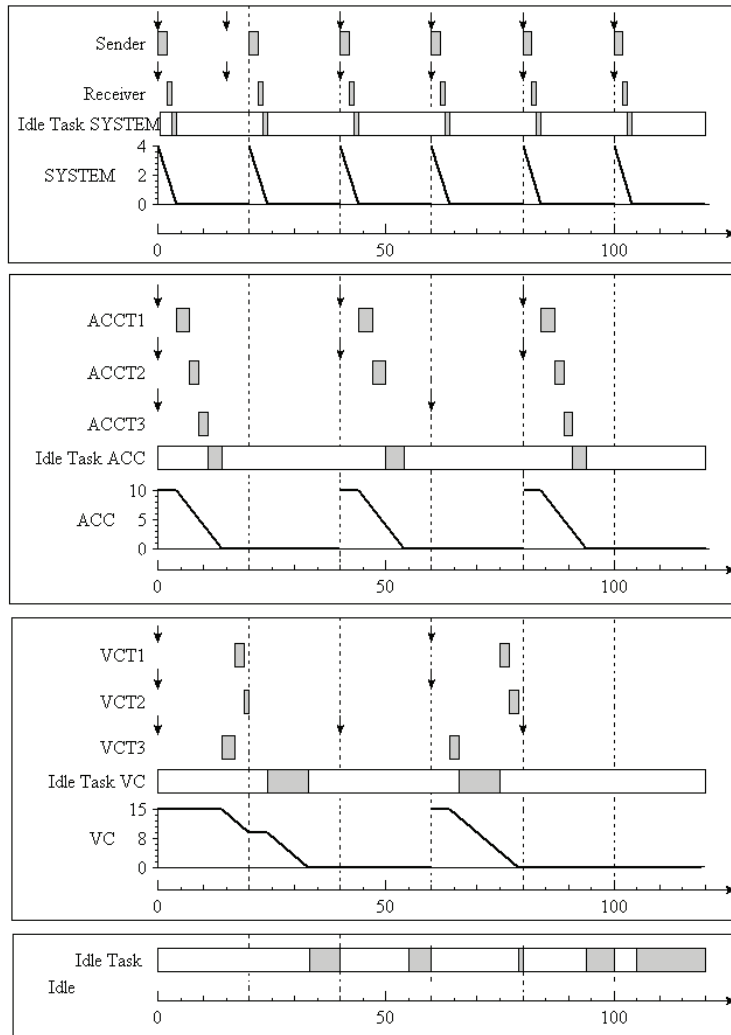 Sender
Receiver
Idle Task SYSTEM
4
SYSTEM 2
0
0 50 100
ACCT1
ACCT2
ACCT3
Idle Task ACC
10
ACC 5
0
0 50 100
VCT1
VCT2
VCT3
Idle Task VC
15
VC 8
0
0 50 100
Idle Task
Idle
0 50 100